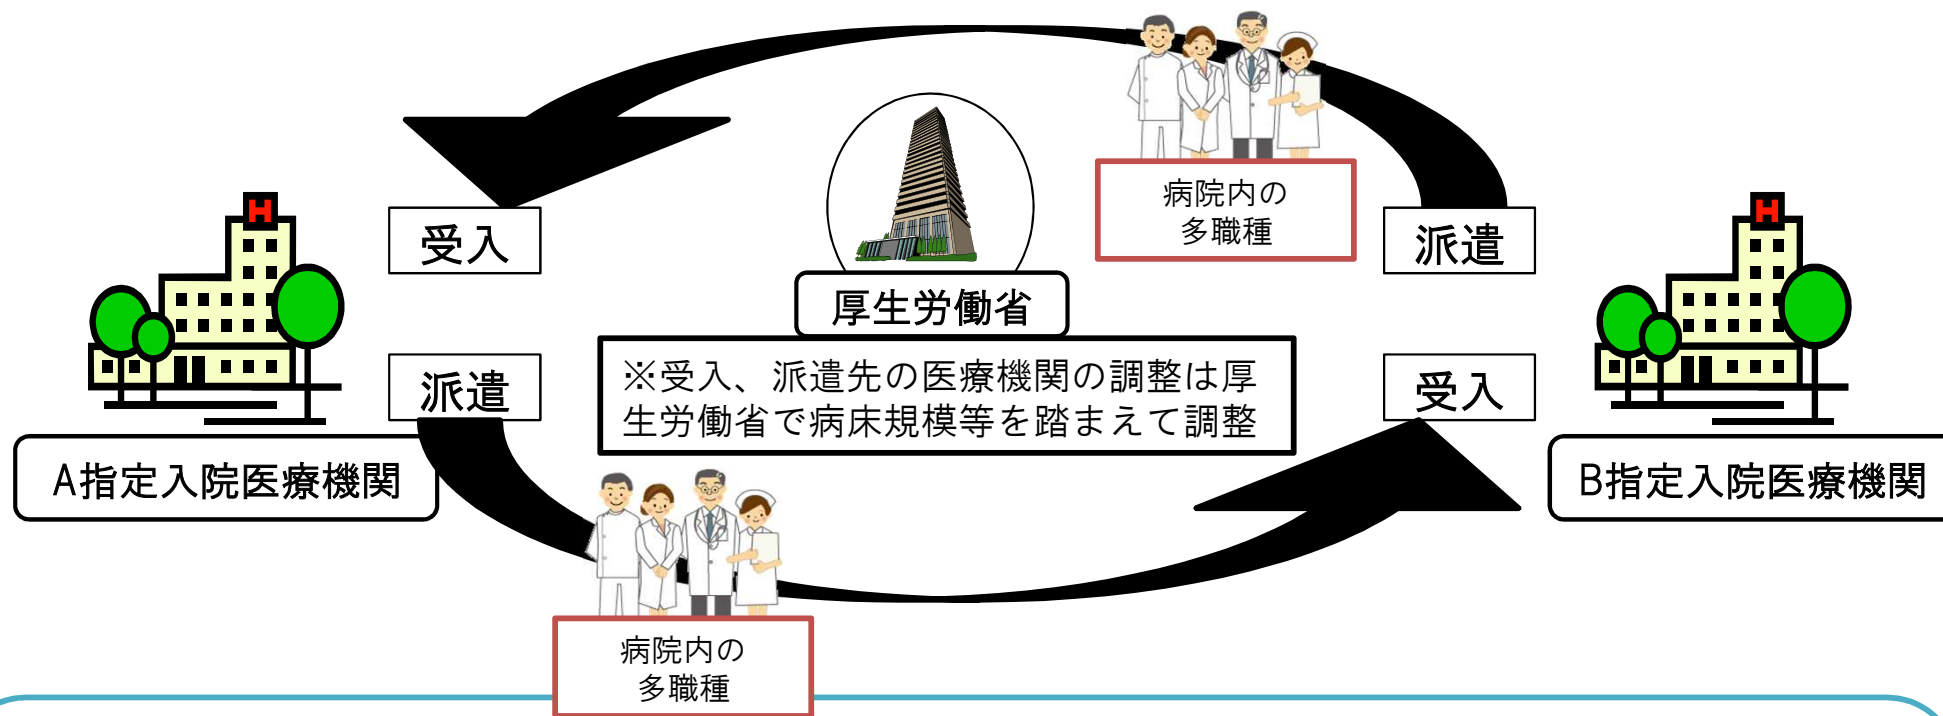 病院内の
多職種
受入
派遣
厚生労働省
※受入、派遣先の医療機関の調整は厚
生労働省で病床規模等を踏まえて調整
派遣
受入
A指定入院医療機関
B指定入院医療機関
病院内の
多職種
H
H